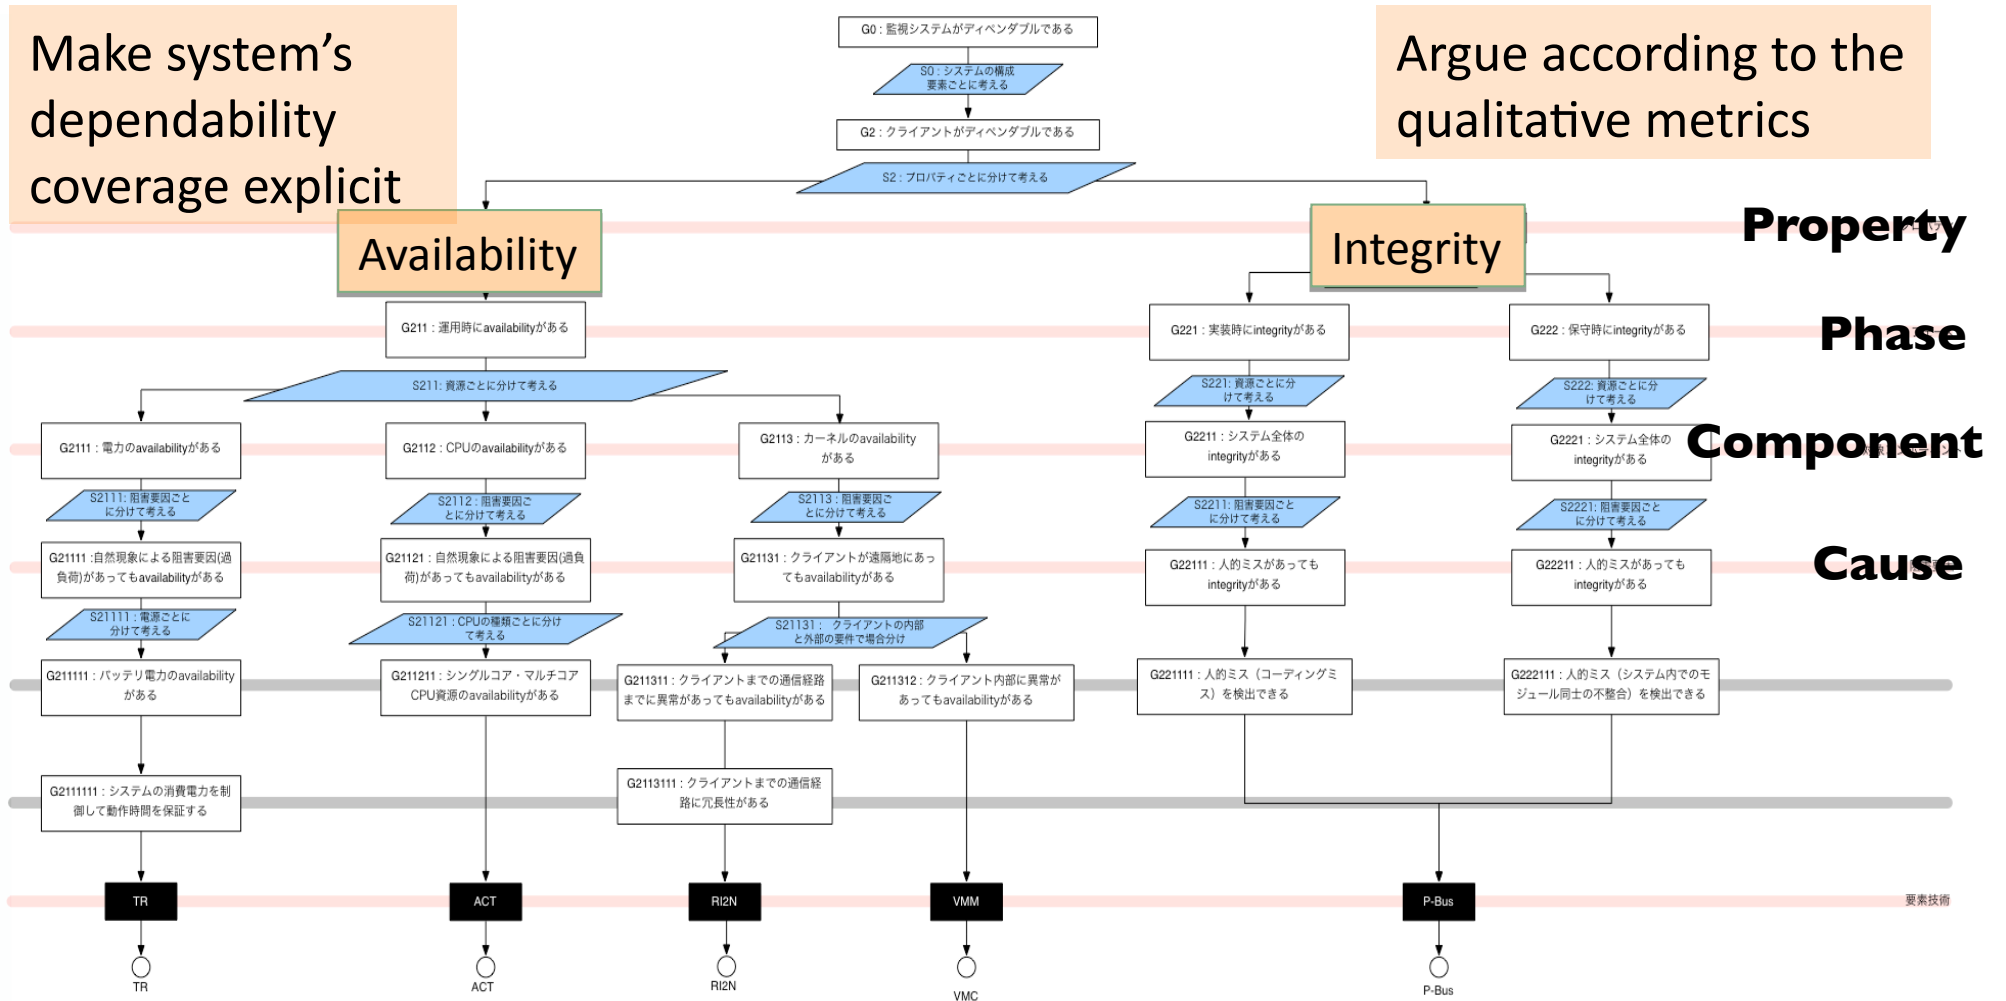 Make system's
dependability
coverage explicit
G0 : 監視システムがディペンダブルである
S0 : システムの構成
要素ごとに考える
G2 : クライアントがディペンダブルである
S2 : プロパティごとに分けて考える
Argue according to the
qualitative metrics
Availability
Integrity
Property
G211 : 運用時にavailabilityがある
G221 : 実装時にintegrityがある
G222 : 保守時にintegrityがある
Phase
S211: 資源ごとに分けて考える
S221: 資源ごとに分
けて考える
S222: 資源ごとに分
けて考える
G2111 : 電力のavailabilityがある
G2112 : CPUのavailabilityがある
G2113 : カーネルのavailability
がある
G2211 : システム全体の
integrityがある
G2221 : システム全体の
integrityがある
Component
S2111: 阻害要因ごと
に分けて考える
S2112 : 阻害要因ご
とに分けて考える
S2113 : 阻害要因ご
とに分けて考える
S2211: 阻害要因ごと
に分けて考える
S2221: 阻害要因ごと
に分けて考える
G21111 : 自然現象による阻害要因(過
負荷)があってもavailabilityがある
G21121 : 自然現象による阻害要因(過負
荷)があってもavailabilityがある
G21131 : クライアントが遠隔地にあっ
てもavailabilityがある
G22111 : 人的ミスがあっても
integrityがある
G22211 : 人的ミスがあっても
integrityがある
Cause
S21111 : 電源ごとに
分けて考える
S21121 : CPUの種類ごとに分け
て考える
S21131 : クライアントの内部
と外部の要件で場合分け
G211111 : バッテリ電力のavailability
がある
G211211 : シングルコア・マルチコア
CPU資源のavailabilityがある
G211311 : クライアントまでの通信経路
までに異常があってもavailabilityがある
G211312 : クライアント内部に異常が
あってもavailabilityがある
G221111 : 人的ミス（コーディングミ
ス）を検出できる
G222111 : 人的ミス（システム内でのモ
ジュール同士の不整合）を検出できる
G2111111 : システムの消費電力を制
御して動作時間を保証する
G2113111 : クライアントまでの通信経
路に冗長性がある
TR
ACT
RI2N
VMM
P-Bus
要素技術
TR
ACT
RI2N
VMC
P-Bus